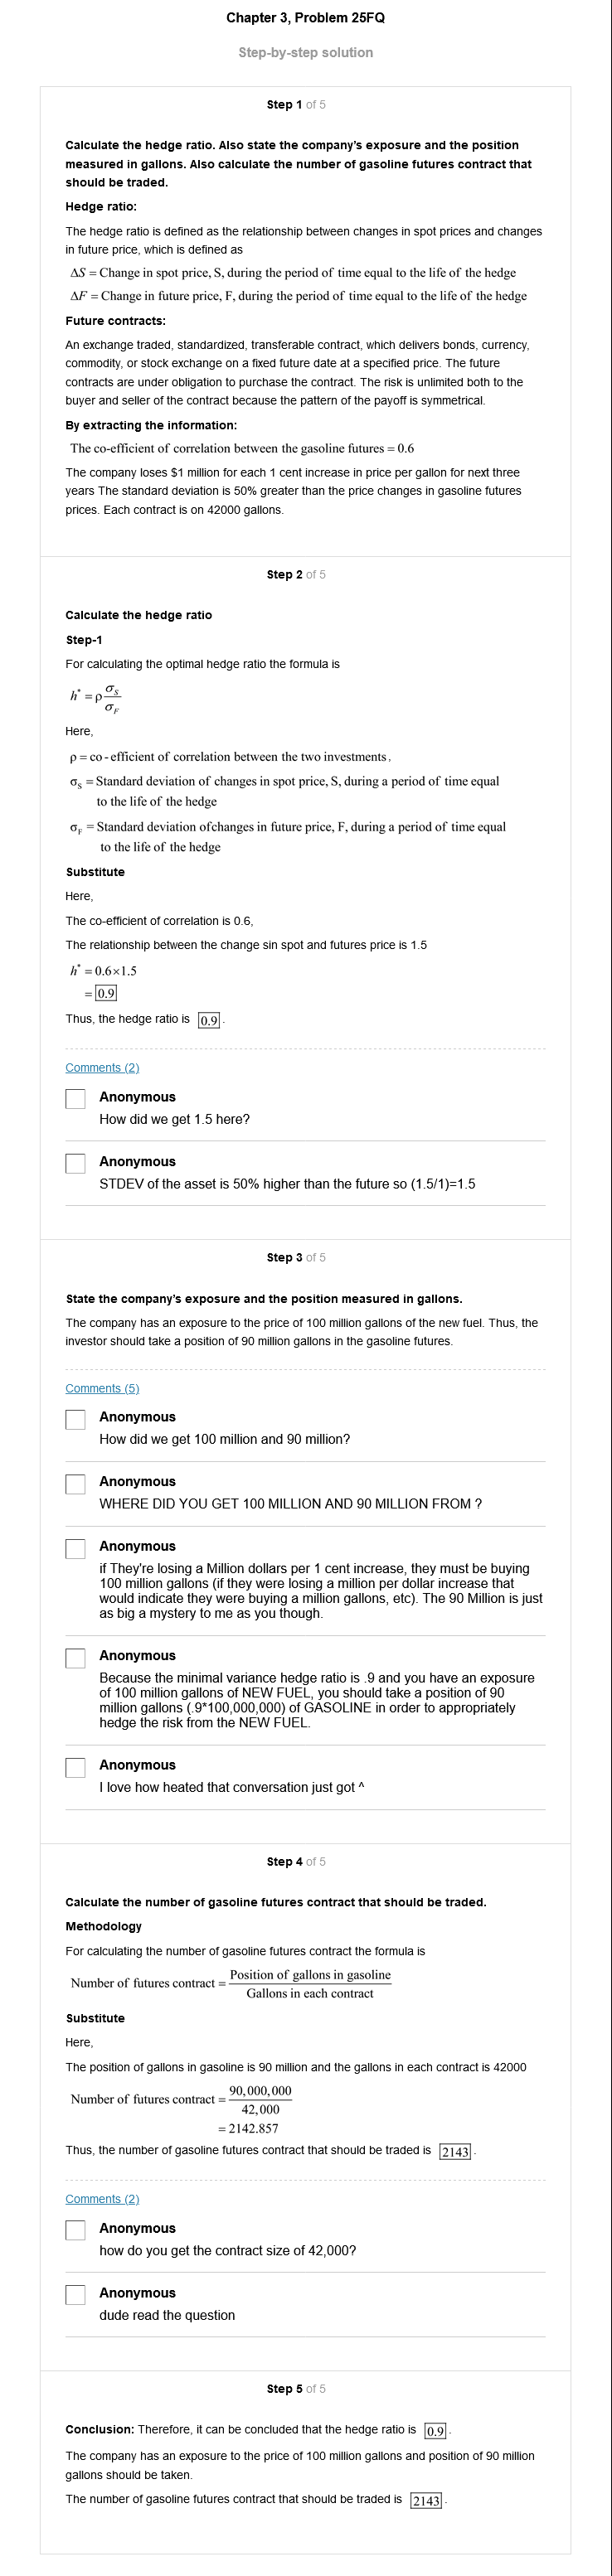 Chapter 3, Problem 25FQ
Step-by-step solution
Step 1 of 5
Calculate the hedge ratio. Also state the company's exposure and the position
measured in gallons. Also calculate the number of gasoline futures contract that
should be traded.
Hedge ratio:
The hedge ratio is defined as the relationship between changes in spot prices and changes
in future price, which is defined as
ΔS = Change in spot price, S, during the period of time equal to the life of the hedge
ΔF = Change in future price, F, during the period of time equal to the life of the hedge
Future contracts:
An exchange traded, standardized, transferable contract, which delivers bonds, currency,
commodity, or stock exchange on a fixed future date at a specified price. The future
contracts are under obligation to purchase the contract. The risk is unlimited both to the
buyer and seller of the contract because the pattern of the payoff is symmetrical.
By extracting the information:
The co-efficient of correlation between the gasoline futures = 0.6
The company loses $1 million for each 1 cent increase in price per gallon for next three
years The standard deviation is 50% greater than the price changes in gasoline futures
prices. Each contract is on 42000 gallons.
Step 2 of 5
Calculate the hedge ratio
Step-1
For calculating the optimal hedge ratio the formula is
h* = ρ σS/σF
Here,
ρ = co-efficient of correlation between the two investments,
σS = Standard deviation of changes in spot price, S, during a period of time equal
to the life of the hedge
σF = Standard deviation ofchanges in future price, F, during a period of time equal
to the life of the hedge
Substitute
Here,
The co-efficient of correlation is 0.6,
The relationship between the change sin spot and futures price is 1.5
h* = 0.6×1.5
= 0.9
Thus, the hedge ratio is 0.9 .
Comments (2)
Anonymous
How did we get 1.5 here?
Anonymous
STDEV of the asset is 50% higher than the future so (1.5/1)=1.5
Step 3 of 5
State the company's exposure and the position measured in gallons.
The company has an exposure to the price of 100 million gallons of the new fuel. Thus, the
investor should take a position of 90 million gallons in the gasoline futures.
Comments (5)
Anonymous
How did we get 100 million and 90 million?
Anonymous
WHERE DID YOU GET 100 MILLION AND 90 MILLION FROM ?
Anonymous
if They're losing a Million dollars per 1 cent increase, they must be buying
100 million gallons (if they were losing a million per dollar increase that
would indicate they were buying a million gallons, etc). The 90 Million is just
as big a mystery to me as you though.
Anonymous
Because the minimal variance hedge ratio is .9 and you have an exposure
of 100 million gallons of NEW FUEL, you should take a position of 90
million gallons (.9*100,000,000) of GASOLINE in order to appropriately
hedge the risk from the NEW FUEL.
Anonymous
I love how heated that conversation just got ^
Step 4 of 5
Calculate the number of gasoline futures contract that should be traded.
Methodology
For calculating the number of gasoline futures contract the formula is
Number of futures contract = Position of gallons in gasoline / Gallons in each contract
Substitute
Here,
The position of gallons in gasoline is 90 million and the gallons in each contract is 42000
Number of futures contract = 90,000,000 / 42,000
= 2142.857
Thus, the number of gasoline futures contract that should be traded is 2143 .
Comments (2)
Anonymous
how do you get the contract size of 42,000?
Anonymous
dude read the question
Step 5 of 5
Conclusion: Therefore, it can be concluded that the hedge ratio is 0.9 .
The company has an exposure to the price of 100 million gallons and position of 90 million
gallons should be taken.
The number of gasoline futures contract that should be traded is 2143 .